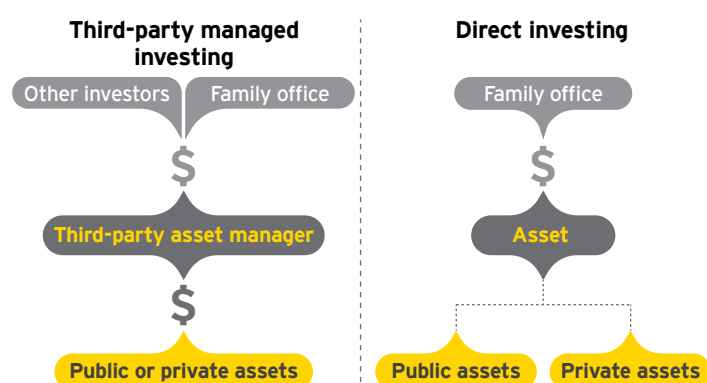 Third-party managed
investing
Other investors
Family office
$
Third-party asset manager
$
Public or private assets
Direct investing
Family office
$
Asset
Public assets
Private assets